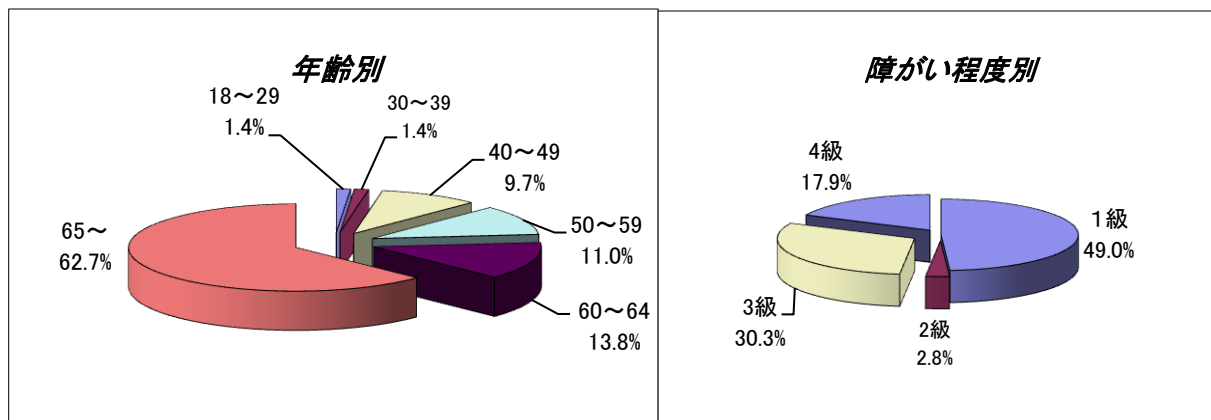 年齢別
18～29
1.4%
30～39
1.4%
40～49
9.7%
50～59
11.0%
60～64
13.8%
65～
62.7%
障がい程度別
1級
49.0%
2級
2.8%
3級
30.3%
4級
17.9%